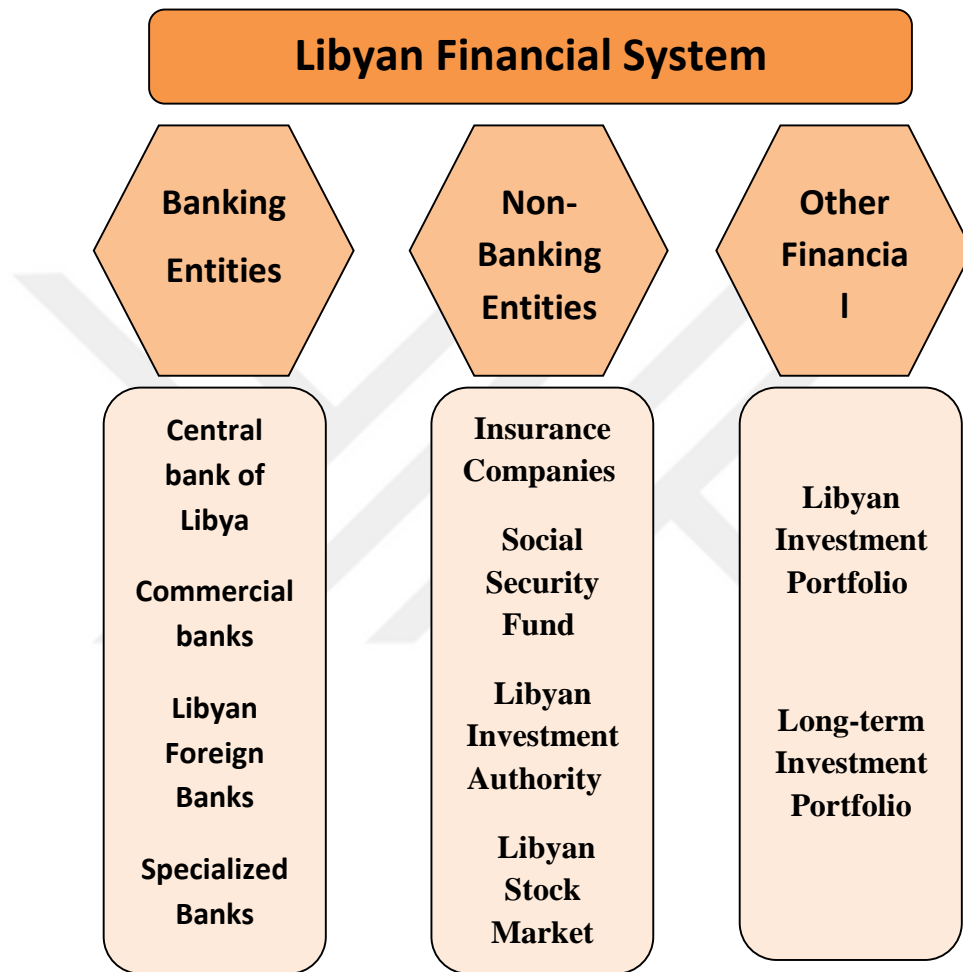 Libyan Financial System
Banking
Entities
Central
bank of
Libya
Commercial
banks
Libyan
Foreign
Banks
Specialized
Banks
Non-
Banking
Entities
Insurance
Companies
Social
Security
Fund
Libyan
Investment
Authority
Libyan
Stock
Market
Other
Financia
l
Libyan
Investment
Portfolio
Long-term
Investment
Portfolio